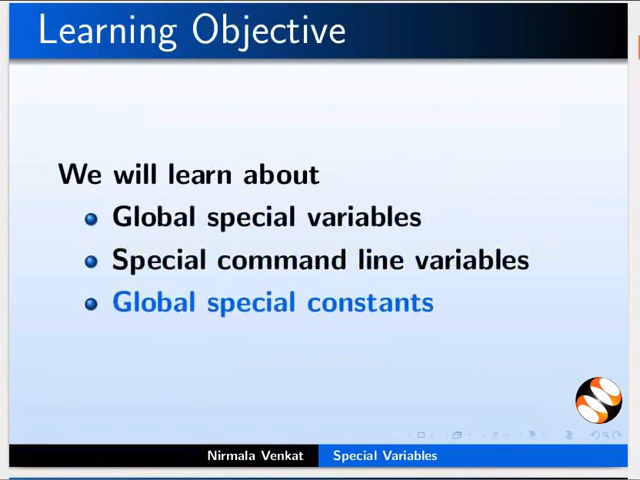 Learning Objective
We will learn about
Global special variables
Special command line variables
Global special constants
Nirmala Venkat Special Variables